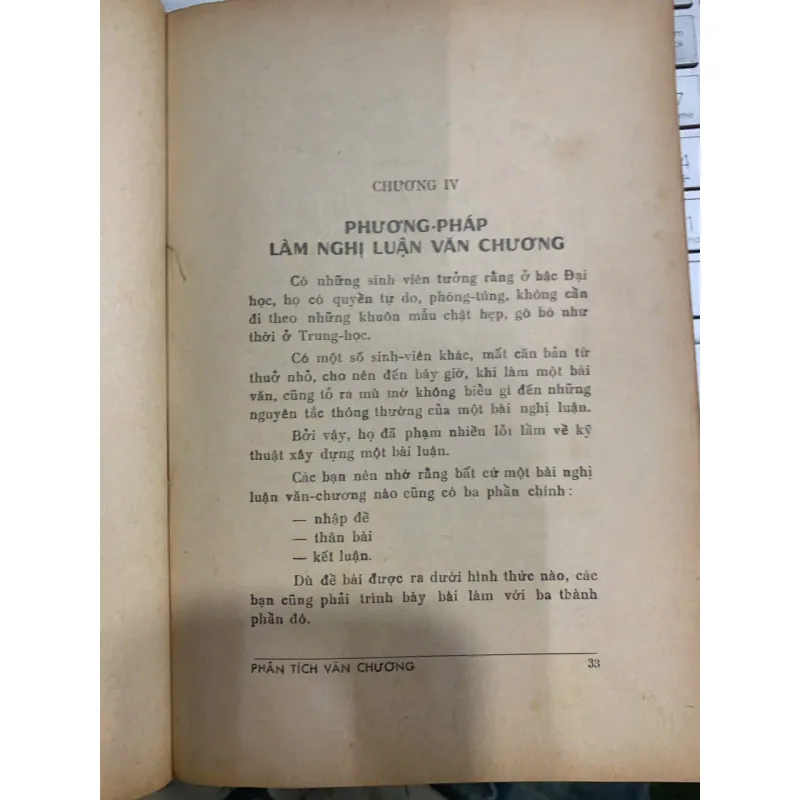 CHƯƠNG IV
PHƯƠNG-PHÁP
LÀM NGHỊ LUẬN VĂN CHƯƠNG
Có những sinh viên tưởng rằng ở bậc Đại
học, họ có quyền tự do, phóng-túng, không cần
đi theo những khuôn mẫu chật hẹp, gò bó như
thời ở Trung-học.
Có một số sinh-viên khác, mất căn bản từ
thuở nhỏ, cho nên đến bây giờ, khi làm một bài
văn, cũng tỏ ra mù mờ không biểu gì đến những
nguyên tắc thông thường của một bài nghị luận.
Bởi vậy, họ đã phạm nhiều lỗi lầm về kỹ
thuật xây dựng một bài luận.
Các bạn nên nhớ rằng bất cứ một bài nghị
luận văn-chương nào cũng có ba phần chính :
— nhập đề
— thân bài
— kết luận.
Dù đề bài được ra dưới hình thức nào, các
bạn cũng phải trình bày bài làm với ba thành
phần đó.
PHÂN TÍCH VĂN CHƯƠNG 33